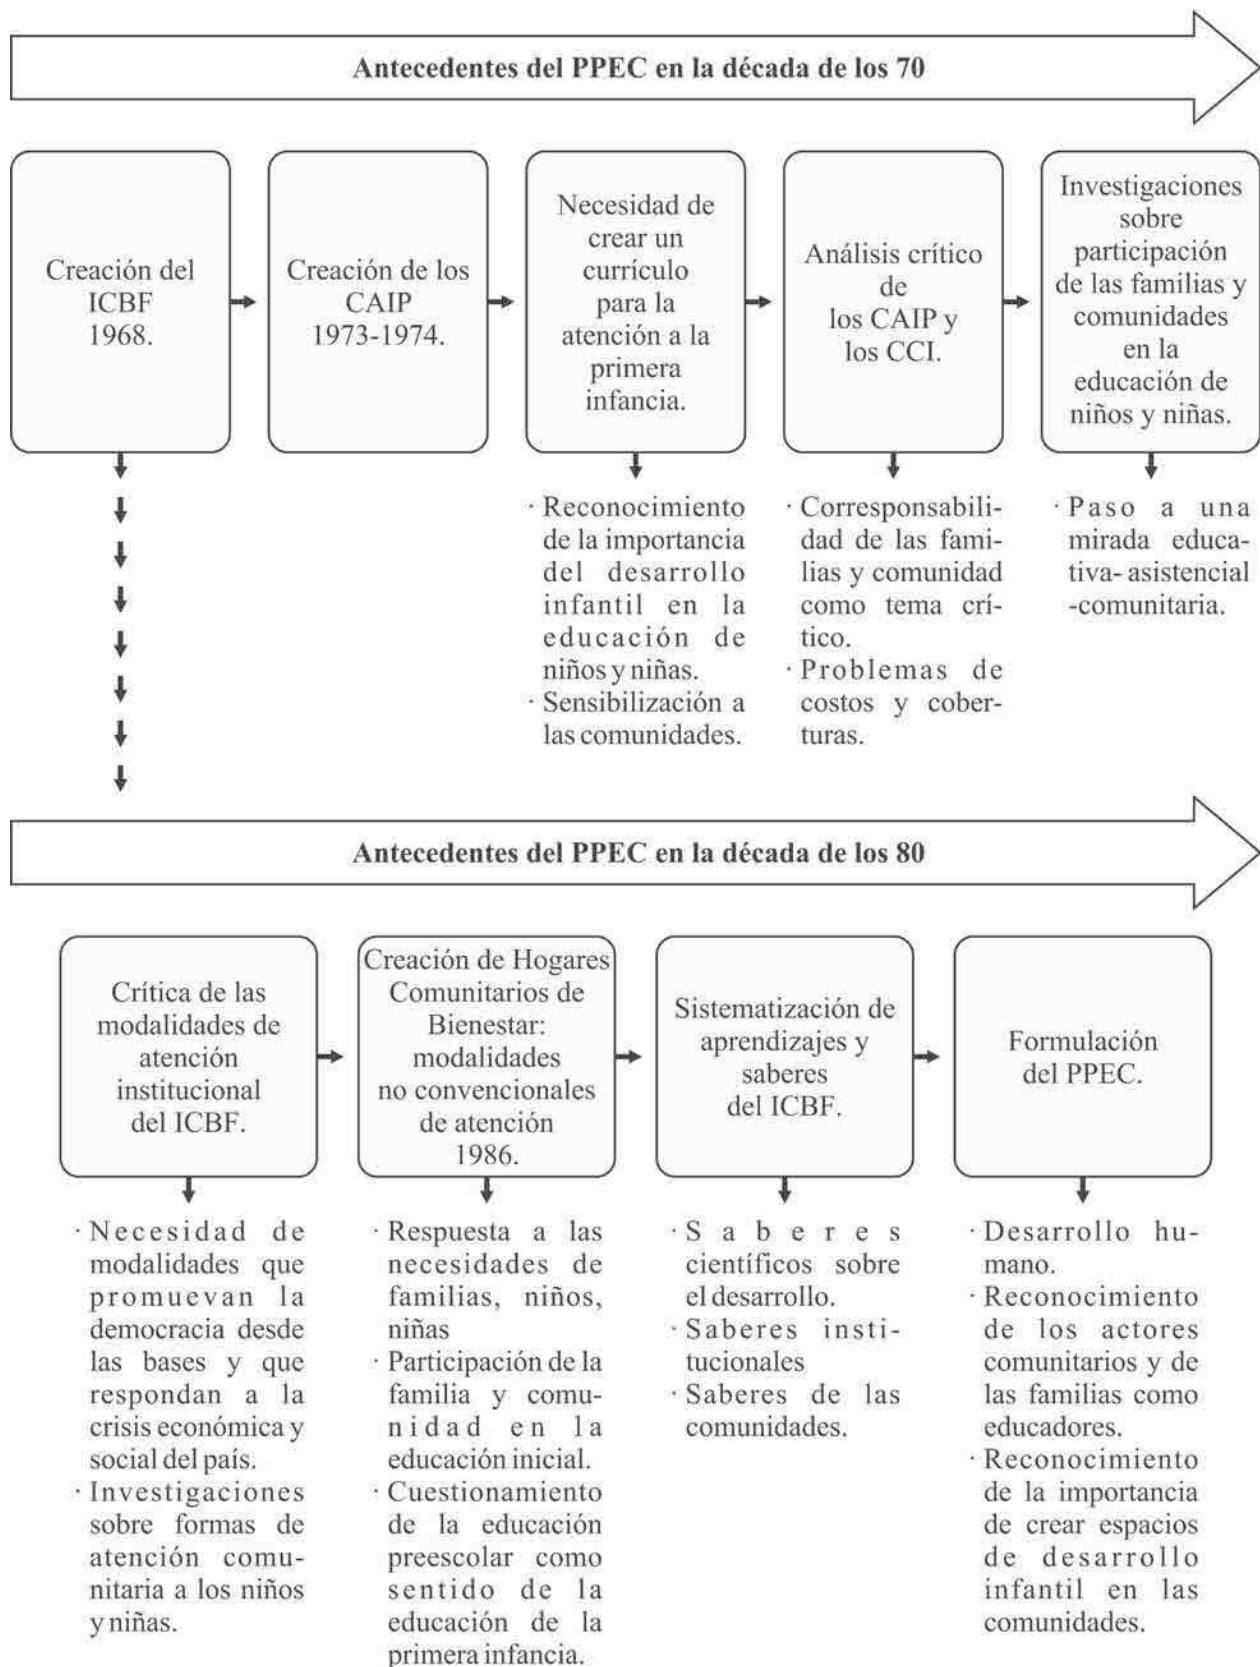 Antecedentes del PPEC en la década de los 70
Creación del
ICBF
1968.
Creación de los
CAIP
1973-1974.
Necesidad de
crear un
currículo
para la
atención a la
primera
infancia.
Análisis crítico
de
los CAIP y
los CCI.
Investigaciones
sobre
participación
de las familias y
comunidades
en la
educación de
niños y niñas.
· Reconocimiento
de la importancia
del desarrollo
infantil en la
educación de
niños y niñas.
· Sensibilización a
las comunidades.
· Corresponsabili-
dad de las fami-
lias y comunidad
como tema crí-
tico.
· Problemas de
costos y cober-
turas.
· Paso a una
mirada educa-
tiva- asistencial
-comunitaria.
Antecedentes del PPEC en la década de los 80
Crítica de las
modalidades de
atención
institucional
del ICBF.
Creación de Hogares
Comunitarios de
Bienestar:
modalidades
no convencionales
de atención
1986.
Sistematización de
aprendizajes y
saberes
del ICBF.
Formulación
del PPEC.
· Necesidad de
modalidades que
promuevan la
democracia desde
las bases y que
respondan a la
crisis económica y
social del país.
· Investigaciones
sobre formas de
atención comu-
nitaria a los niños
y niñas.
· Respuesta a las
necesidades de
familias, niños,
niñas
· Participación de la
familia y comu-
nidad en la
educación inicial.
· Cuestionamiento
de la educación
preescolar como
sentido de la
educación de la
primera infancia.
· Saberes
científicos sobre
el desarrollo.
· Saberes insti-
tucionales
· Saberes de las
comunidades.
· Desarrollo hu-
mano.
· Reconocimiento
de los actores
comunitarios y de
las familias como
educadores.
· Reconocimiento
de la importancia
de crear espacios
de desarrollo
infantil en las
comunidades.